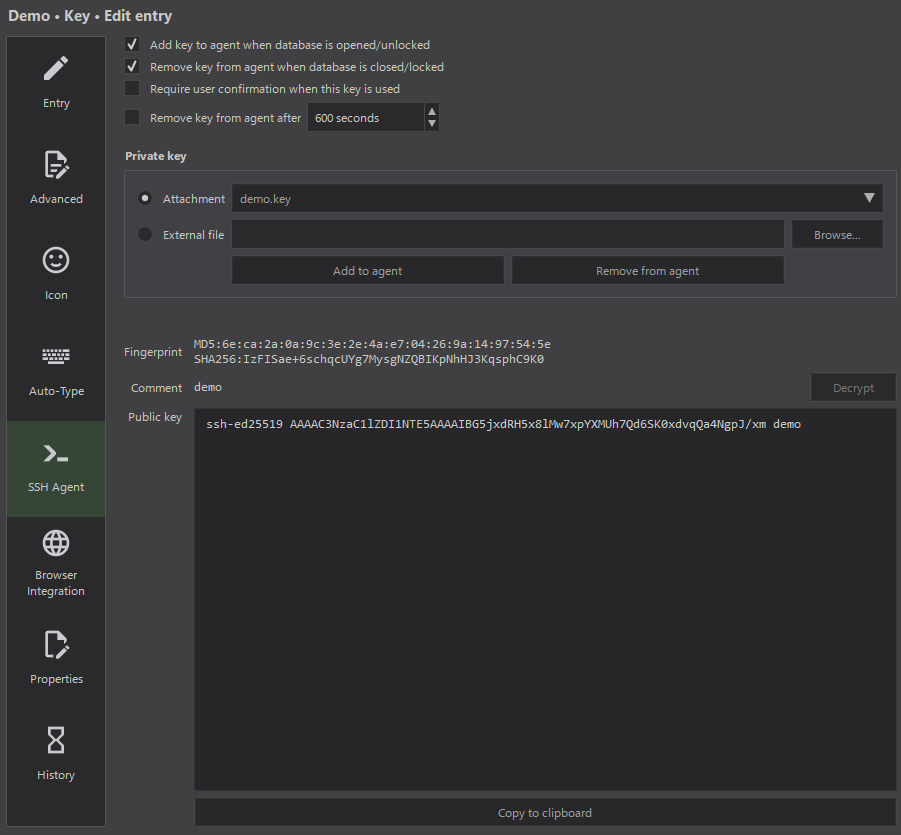 Demo • Key • Edit entry
Entry
Advanced
Icon
Auto-Type
SSH Agent
Browser
Integration
Properties
History
Add key to agent when database is opened/unlocked
Remove key from agent when database is closed/locked
Require user confirmation when this key is used
Remove key from agent after 600 seconds
Private key
Attachment demo.key
External file Browse...
Add to agent Remove from agent
Fingerprint
MD5:6e:ca:2a:0a:9c:3e:2e:4a:e7:04:26:9a:14:97:54:5e
SHA256:IzFISae+6schqcUYg7MysgNZQBIKpNhHJ3KqsphC9K0
Comment demo Decrypt
Public key
ssh-ed25519 AAAAC3NzaC1lZDI1NTE5AAAAIBG5jxdRH5x8lMw7xpYXMUh7Qd6SK0xdvqQa4NgpJ/xm demo
Copy to clipboard